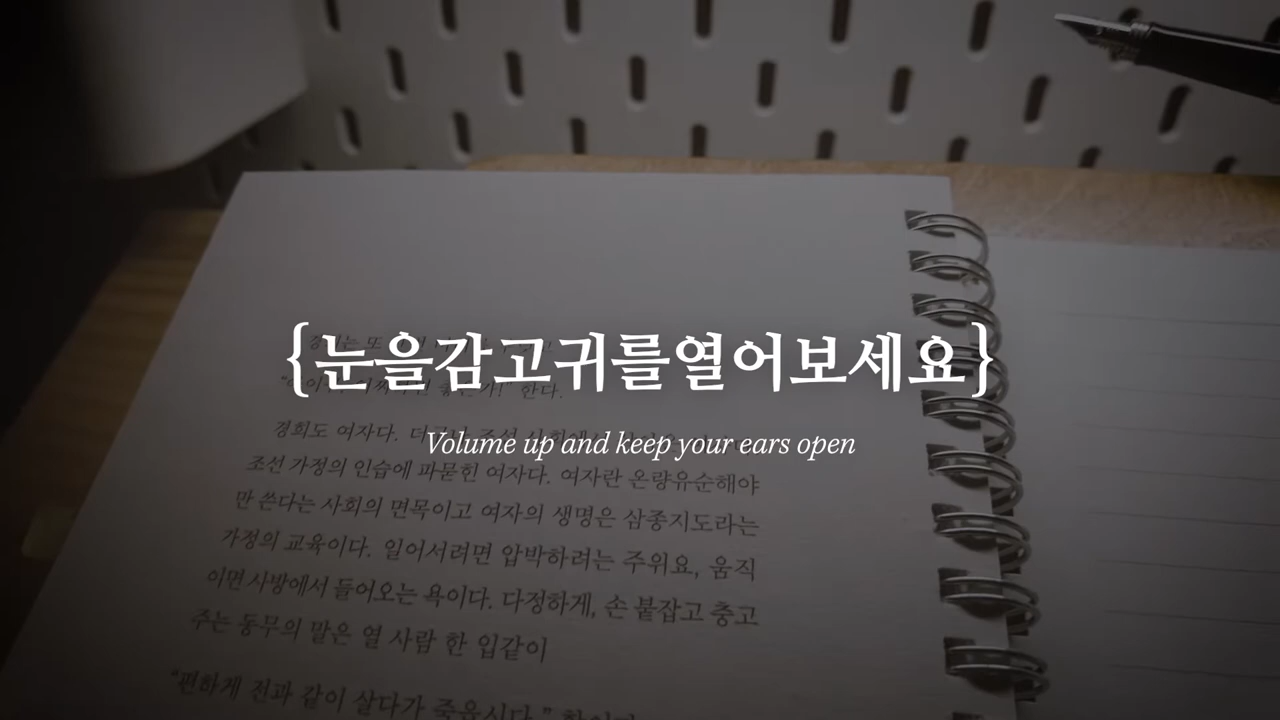 {눈을감고귀를열어보세요}
Volume up and keep your ears open
경희도 여자다.
조선 가정의 인습에 파묻힌 여자다. 여자란 온량유순해야
만 쓴다는 사회의 면목이고 여자의 생명은 삼종지도라는
가정의 교육이다. 일어서려면 압박하려는 주위요, 움직
이면 사방에서 들어오는 욕이다. 다정하게, 손 붙잡고 충고
주는 동무의 말은 열 사람 한 입같이
“편하게 전과 같이 살다가 죽읍시다.”